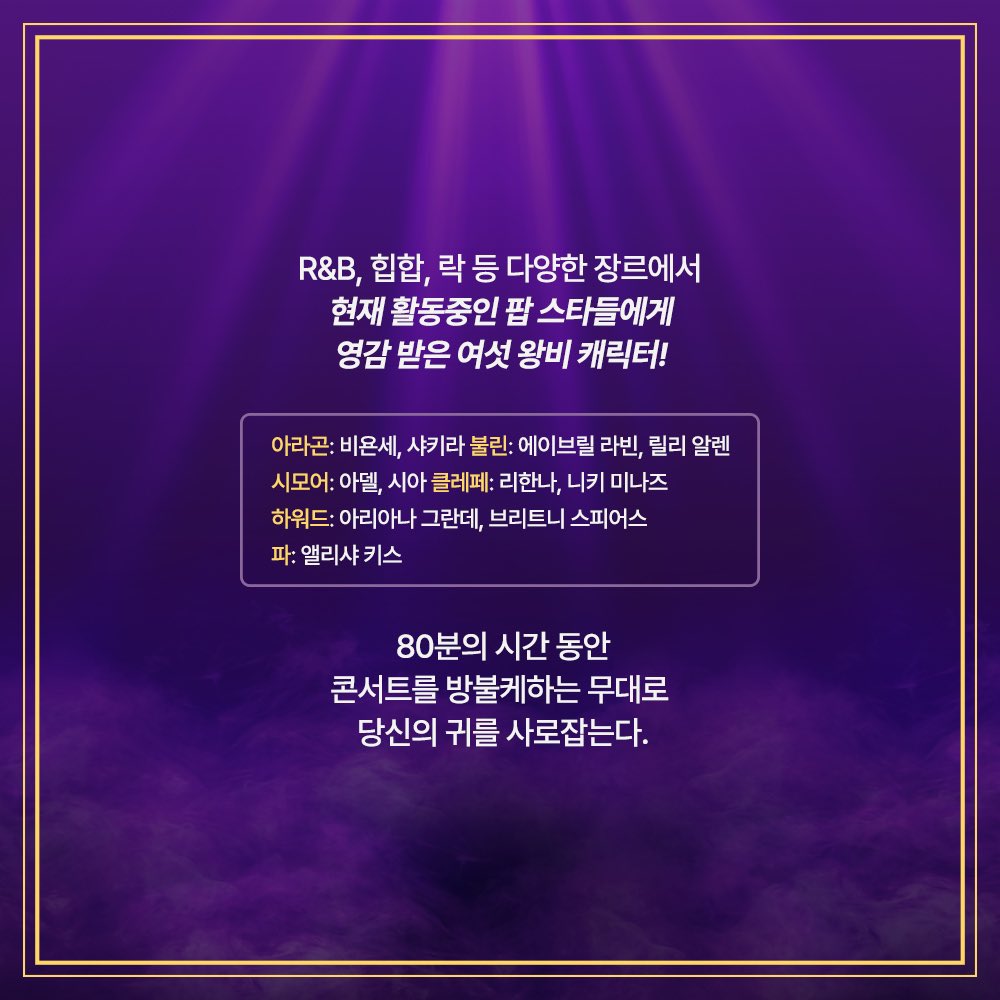 R&B, 힙합, 락 등 다양한 장르에서
현재 활동중인 팝 스타들에게
영감 받은 여섯 왕비 캐릭터!
아라곤: 비욘세, 샤키라 불린: 에이브릴 라빈, 릴리 알렌
시모어: 아델, 시아 클레페: 리한나, 니키 미나즈
하워드: 아리아나 그란데, 브리트니 스피어스
파: 앨리샤 키스
80분의 시간 동안
콘서트를 방불케하는 무대로
당신의 귀를 사로잡는다.